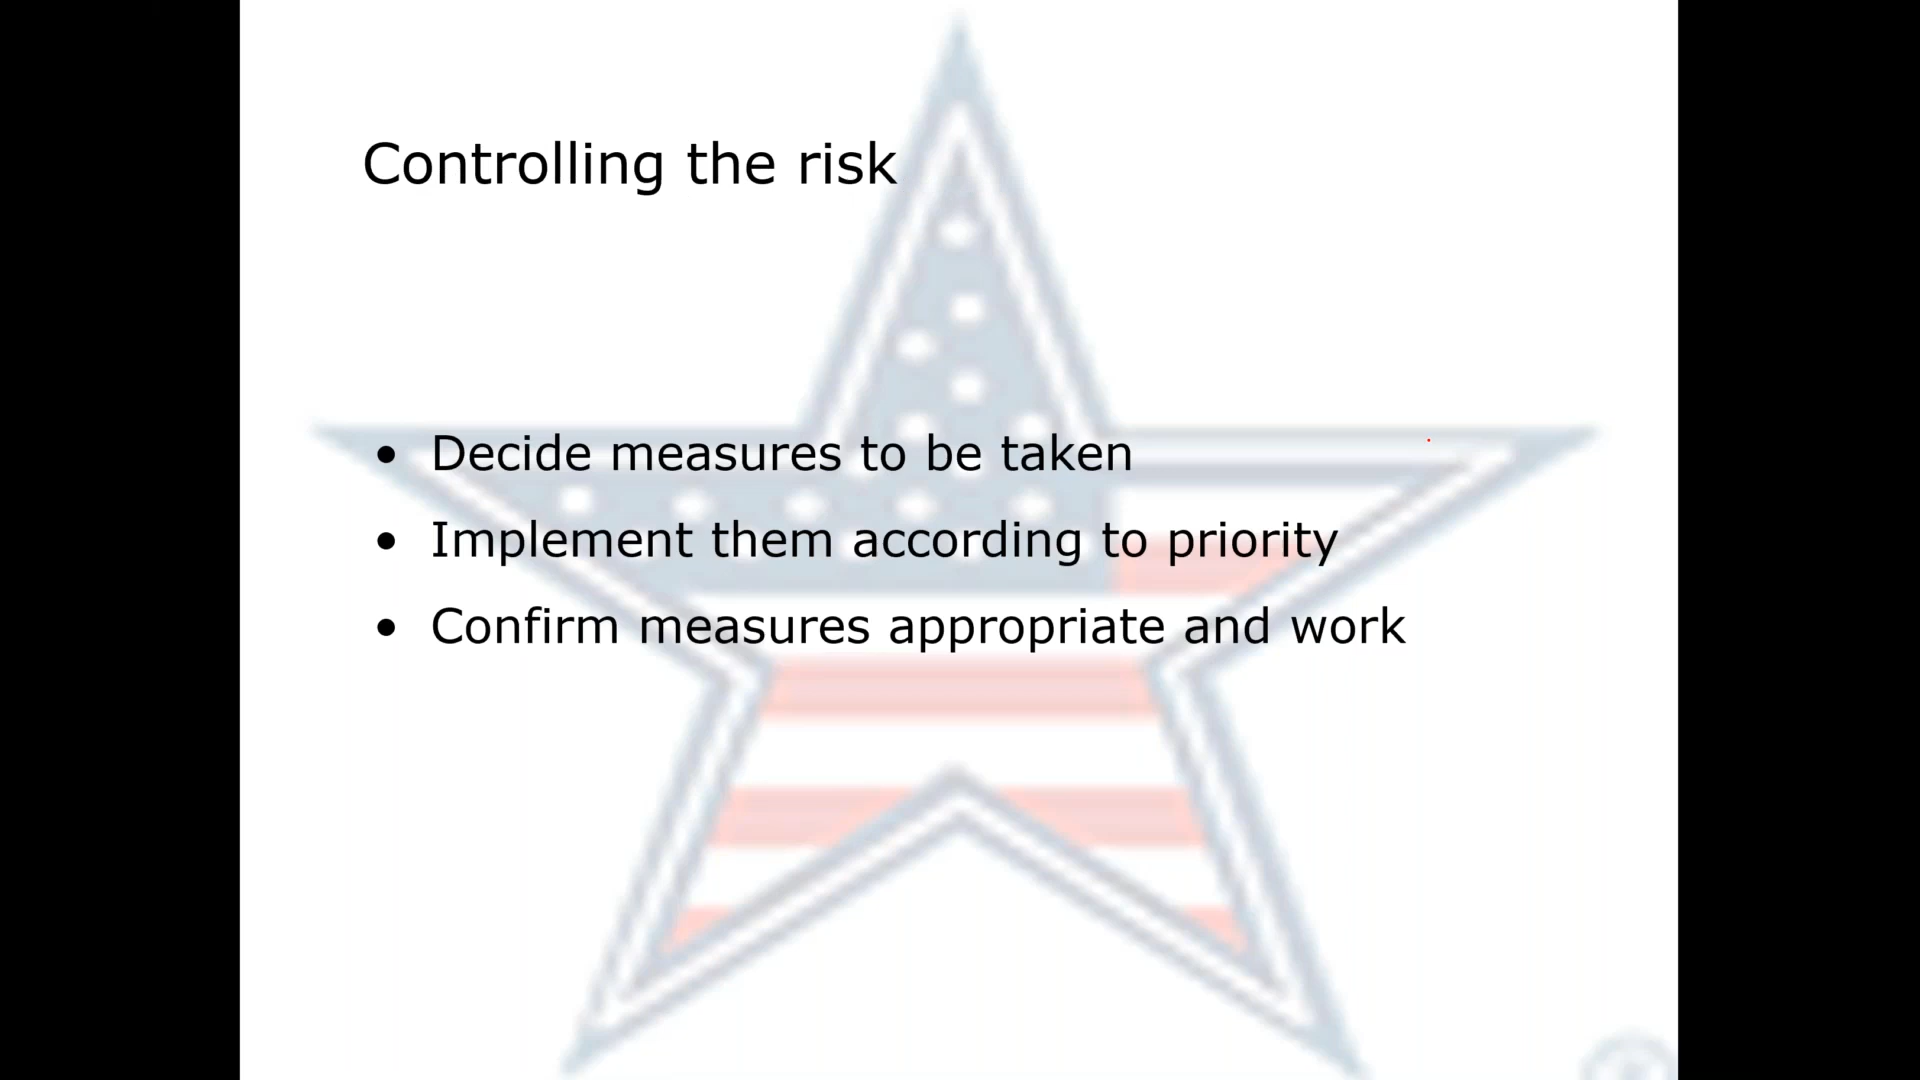 Controlling the risk
• Decide measures to be taken
• Implement them according to priority
• Confirm measures appropriate and work